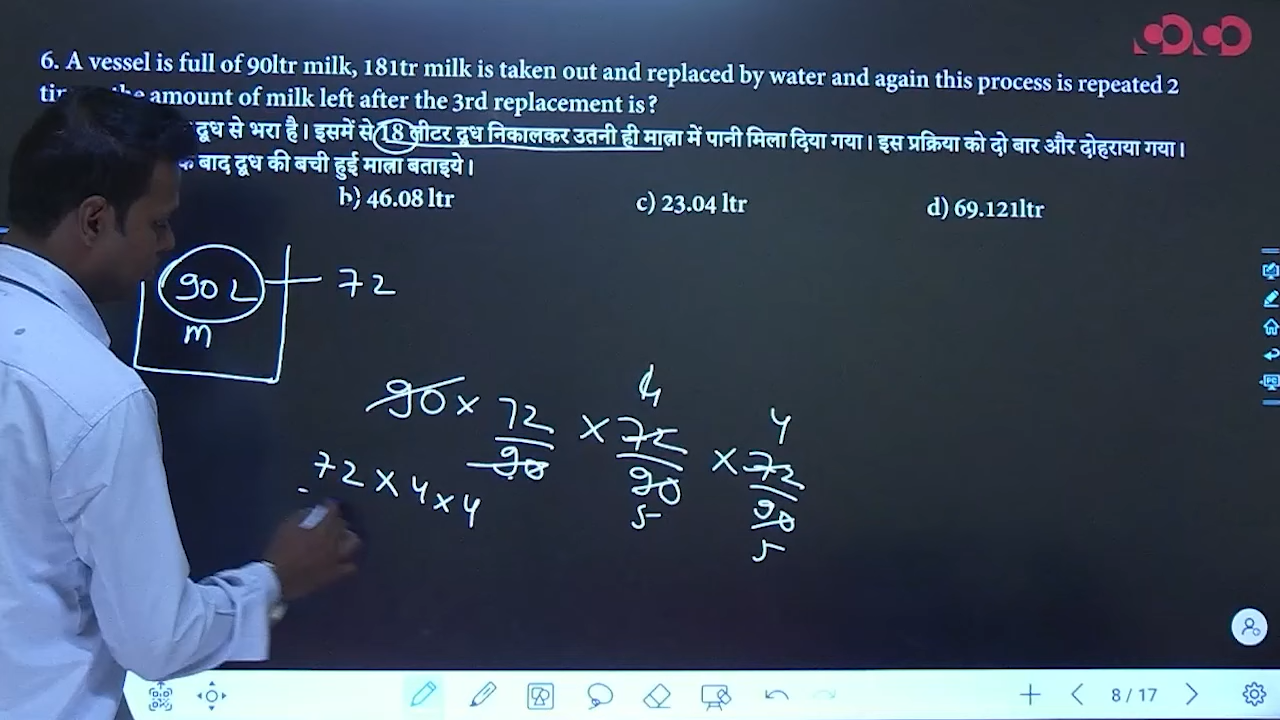 6. A vessel is full of 90ltr milk, 181tr milk is taken out and replaced by water and again this process is repeated 2
the amount of milk left after the 3rd replacement is?
दूध से भरा है। इसमें से 18 लीटर दूध निकालकर उतनी ही मात्रा में पानी मिला दिया गया। इस प्रक्रिया को दो बार और दोहराया गया।
बाद दूध की बची हुई मात्रा बताइये।
b) 46.08 ltr c) 23.04 ltr d) 69.121ltr
90 L
m
72
90 × 72/90 × 72/90 × 72/90
4
5
4
5
72 × 4 × 4
8 / 17